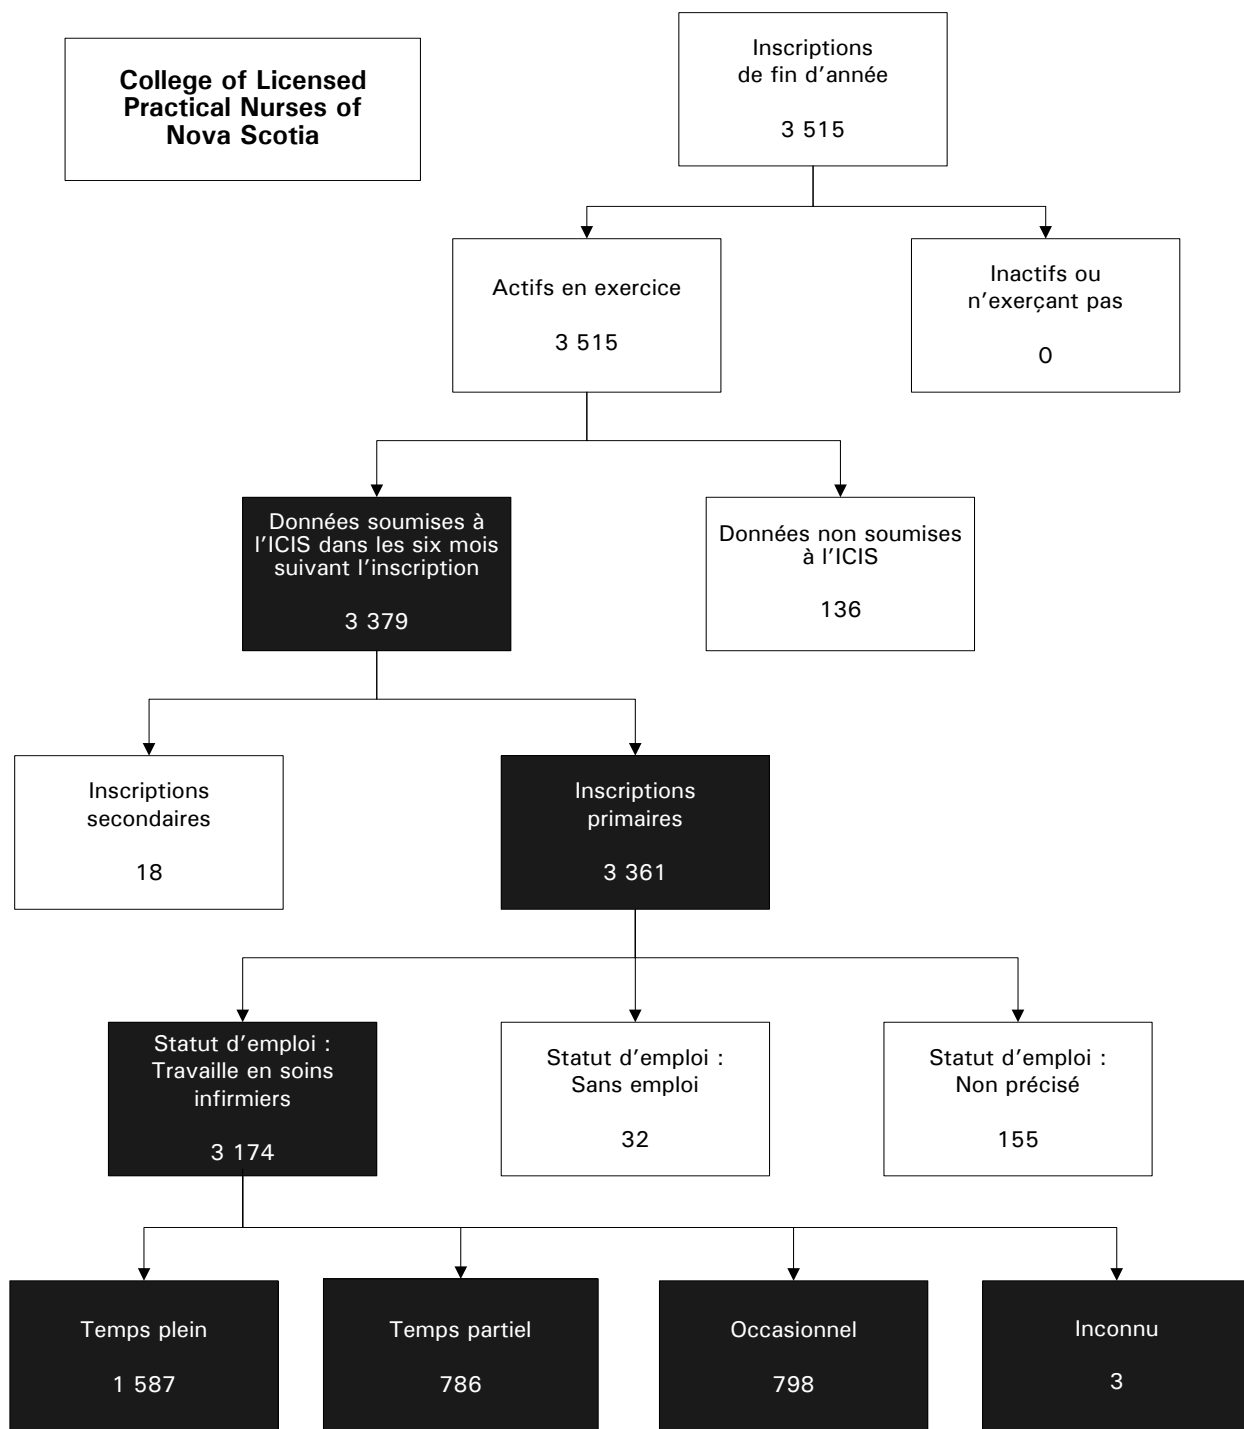 College of Licensed
Practical Nurses of
Nova Scotia
Inscriptions
de fin d'année
3 515
Actifs en exercice
3 515
Inactifs ou
n'exerçant pas
0
Données soumises à
l'ICIS dans les six mois
suivant l'inscription
3 379
Données non soumises
à l'ICIS
136
Inscriptions
secondaires
18
Inscriptions
primaires
3 361
Statut d'emploi :
Travaille en soins
infirmiers
3 174
Statut d'emploi :
Sans emploi
32
Statut d'emploi :
Non précisé
155
Temps plein
1 587
Temps partiel
786
Occasionnel
798
Inconnu
3